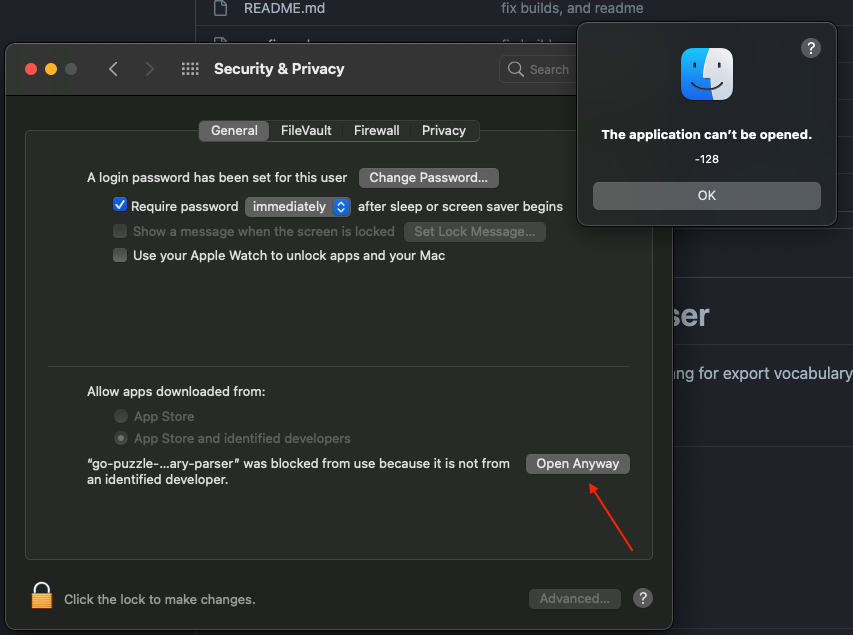 README.md
fix builds, and readme
Security & Privacy
Search
?
The application can't be opened.
-128
OK
General
FileVault
Firewall
Privacy
A login password has been set for this user
Change Password...
Require password
immediately
after sleep or screen saver begins
Show a message when the screen is locked
Set Lock Message...
Use your Apple Watch to unlock apps and your Mac
ser
ng for export vocabulary
Allow apps downloaded from:
App Store
App Store and identified developers
“go-puzzle-...ary-parser” was blocked from use because it is not from
an identified developer.
Open Anyway
Click the lock to make changes.
Advanced...
?